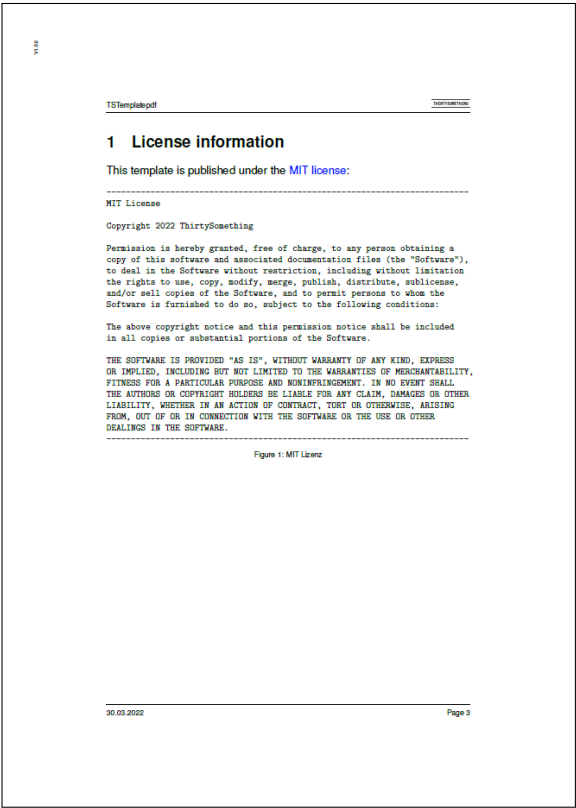 V1.0.0
TSTemplatepdf
THIRTYSOMETHING
1 License information
This template is published under the MIT license:
--------------------------------------------------------------------------
MIT License
Copyright 2022 ThirtySomething
Permission is hereby granted, free of charge, to any person obtaining a
copy of this software and associated documentation files (the "Software"),
to deal in the Software without restriction, including without limitation
the rights to use, copy, modify, merge, publish, distribute, sublicense,
and/or sell copies of the Software, and to permit persons to whom the
Software is furnished to do so, subject to the following conditions:
The above copyright notice and this permission notice shall be included
in all copies or substantial portions of the Software.
THE SOFTWARE IS PROVIDED "AS IS", WITHOUT WARRANTY OF ANY KIND, EXPRESS
OR IMPLIED, INCLUDING BUT NOT LIMITED TO THE WARRANTIES OF MERCHANTABILITY,
FITNESS FOR A PARTICULAR PURPOSE AND NONINFRINGEMENT. IN NO EVENT SHALL
THE AUTHORS OR COPYRIGHT HOLDERS BE LIABLE FOR ANY CLAIM, DAMAGES OR OTHER
LIABILITY, WHETHER IN AN ACTION OF CONTRACT, TORT OR OTHERWISE, ARISING
FROM, OUT OF OR IN CONNECTION WITH THE SOFTWARE OR THE USE OR OTHER
DEALINGS IN THE SOFTWARE.
--------------------------------------------------------------------------
Figure 1: MIT Lizenz
30.03.2022
Page 3